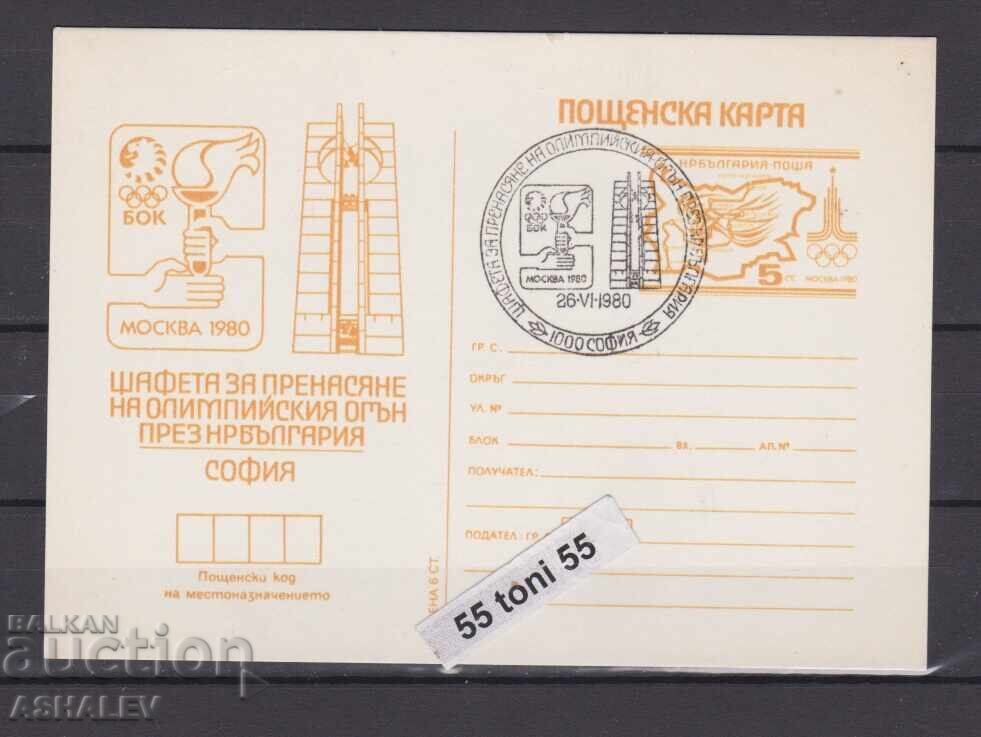 БОК
МОСКВА 1980
ШАФЕТА ЗА ПРЕНАСЯНЕ
НА ОЛИМПИЙСКИЯ ОГЪН
ПРЕЗ НРБЪЛГАРИЯ
СОФИЯ
Пощенски код
на местоназначението
ЕНА 6 СТ.
ПОЩЕНСКА КАРТА
НРБЪЛГАРИЯ·ПОЩА
5 СТ.
МОСКВА 1980
ЩАФЕТА ЗА ПРЕНАСЯНЕ НА ОЛИМПИЙСКИЯ ОГЪН ПРЕЗ НРБЪЛГАРИЯ
БОК
МОСКВА 1980
26·VI·1980
1000 СОФИЯ
ГР. С.
ОКРЪГ
УЛ. №
БЛОК ВХ. АП. №
ПОЛУЧАТЕЛ:
ПОДАТЕЛ: ГР.
55 toni 55
BALKAN
auction
ASHALEV